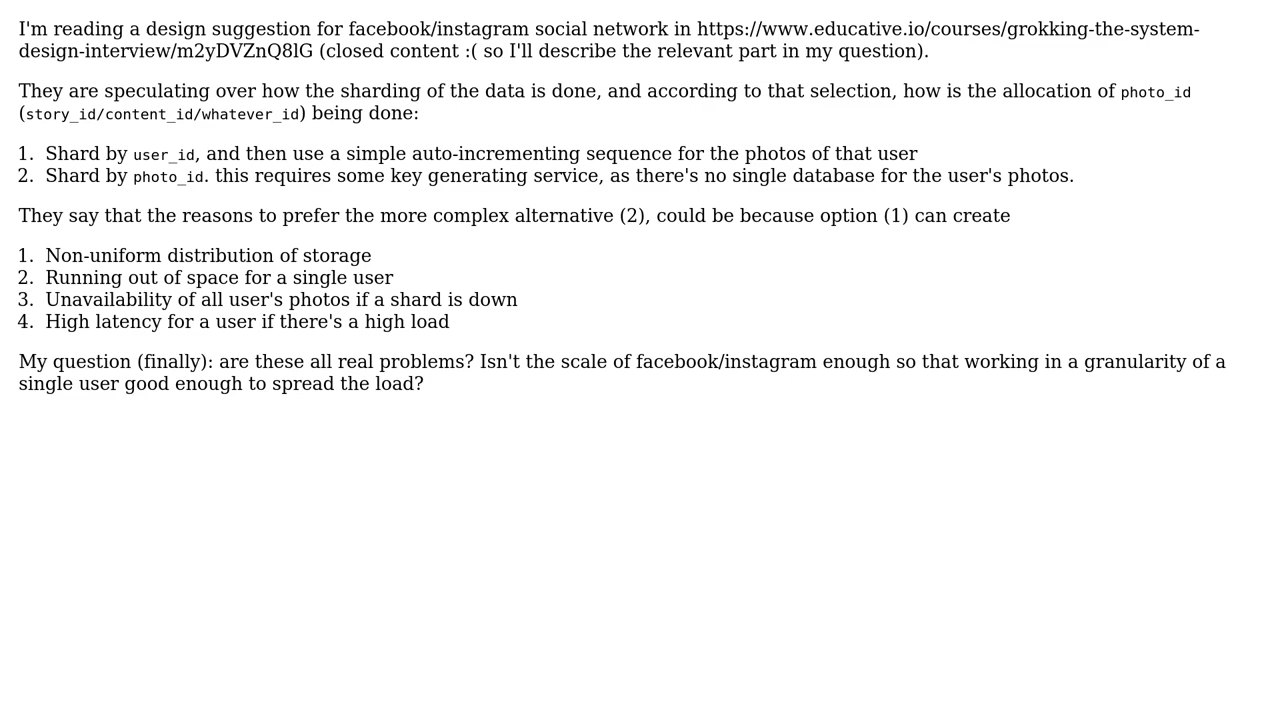 I'm reading a design suggestion for facebook/instagram social network in https://www.educative.io/courses/grokking-the-system-
design-interview/m2yDVZnQ8lG (closed content :( so I'll describe the relevant part in my question).
They are speculating over how the sharding of the data is done, and according to that selection, how is the allocation of photo_id
(story_id/content_id/whatever_id) being done:
1. Shard by user_id, and then use a simple auto-incrementing sequence for the photos of that user
2. Shard by photo_id. this requires some key generating service, as there's no single database for the user's photos.
They say that the reasons to prefer the more complex alternative (2), could be because option (1) can create
1. Non-uniform distribution of storage
2. Running out of space for a single user
3. Unavailability of all user's photos if a shard is down
4. High latency for a user if there's a high load
My question (finally): are these all real problems? Isn't the scale of facebook/instagram enough so that working in a granularity of a
single user good enough to spread the load?